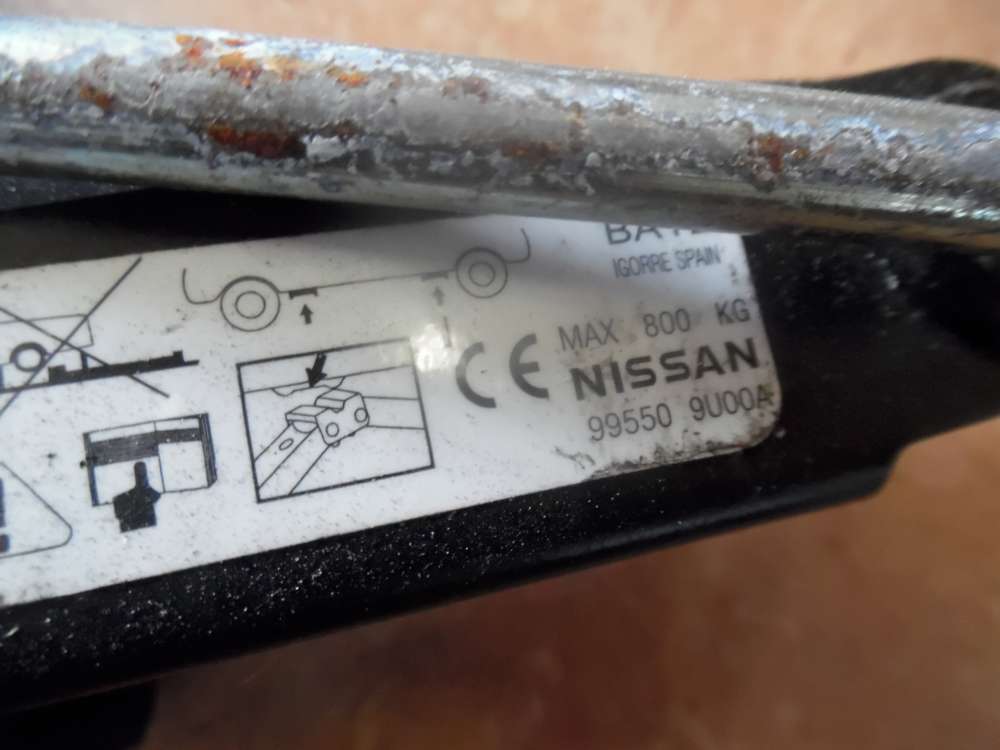 IGORRE SPAIN
CE
MAX 800 KG
NISSAN
99550 9U00A